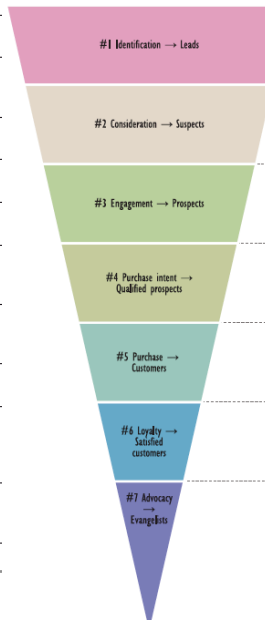 #1 Identification → Leads
#2 Consideration → Suspects
#3 Engagement → Prospects
#4 Purchase intent →
Qualified prospects
#5 Purchase →
Customers
#6 Loyalty →
Satisfied
customers
#7 Advocacy
→
Evangelists